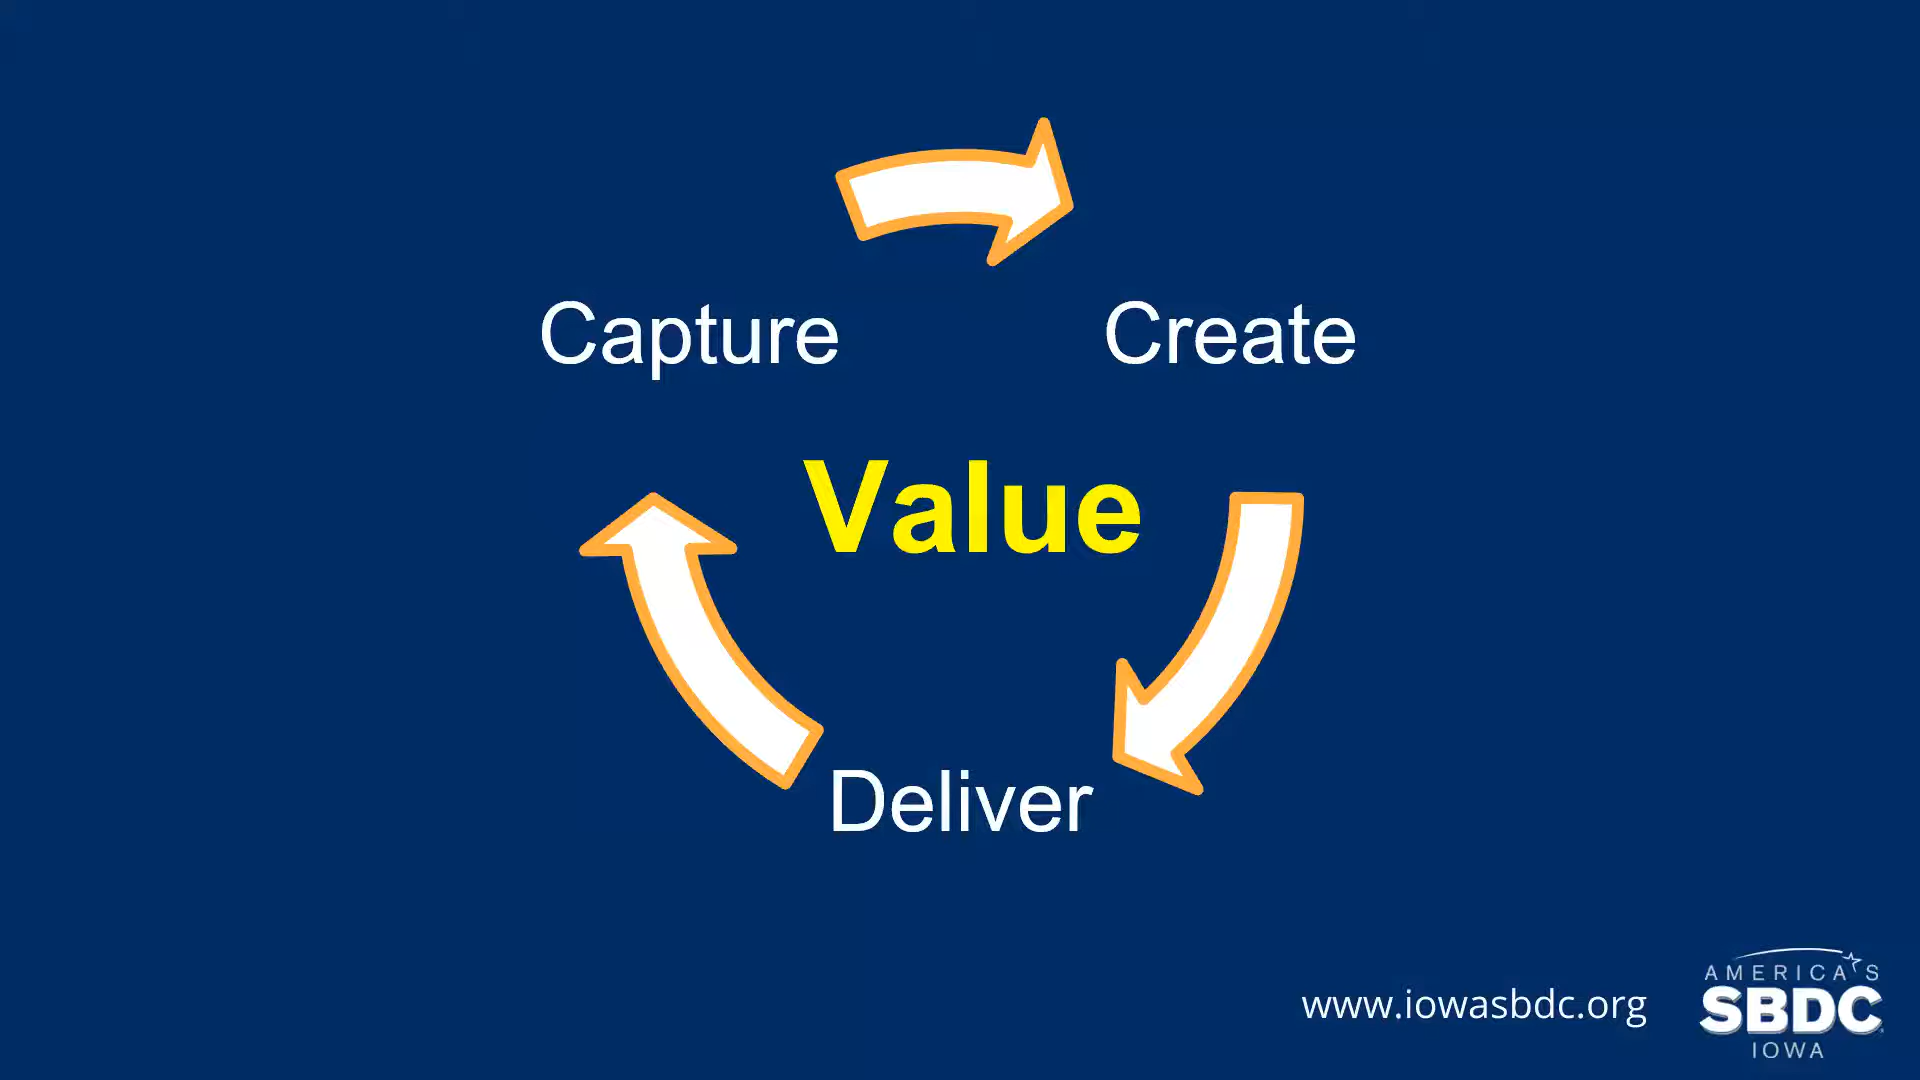 Capture
Create
Value
Deliver
www.iowasbdc.org
AMERICA'S
SBDC
IOWA